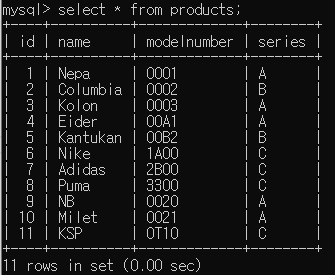 mysql> select * from products;
+----+----------+-------------+--------+
| id | name | modelnumber | series |
+----+----------+-------------+--------+
| 1 | Nepa | 0001 | A |
| 2 | Columbia | 0002 | B |
| 3 | Kolon | 0003 | A |
| 4 | Eider | 00A1 | A |
| 5 | Kantukan | 00B2 | B |
| 6 | Nike | 1A00 | C |
| 7 | Adidas | 2B00 | C |
| 8 | Puma | 3300 | C |
| 9 | NB | 0020 | A |
| 10 | Milet | 0021 | A |
| 11 | KSP | 0T10 | C |
+----+----------+-------------+--------+
11 rows in set (0.00 sec)